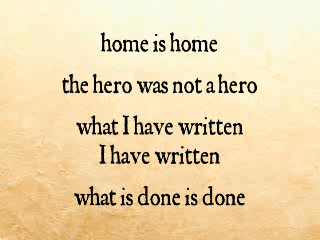 home is home
the hero was not a hero
what I have written
I have written
what is done is done